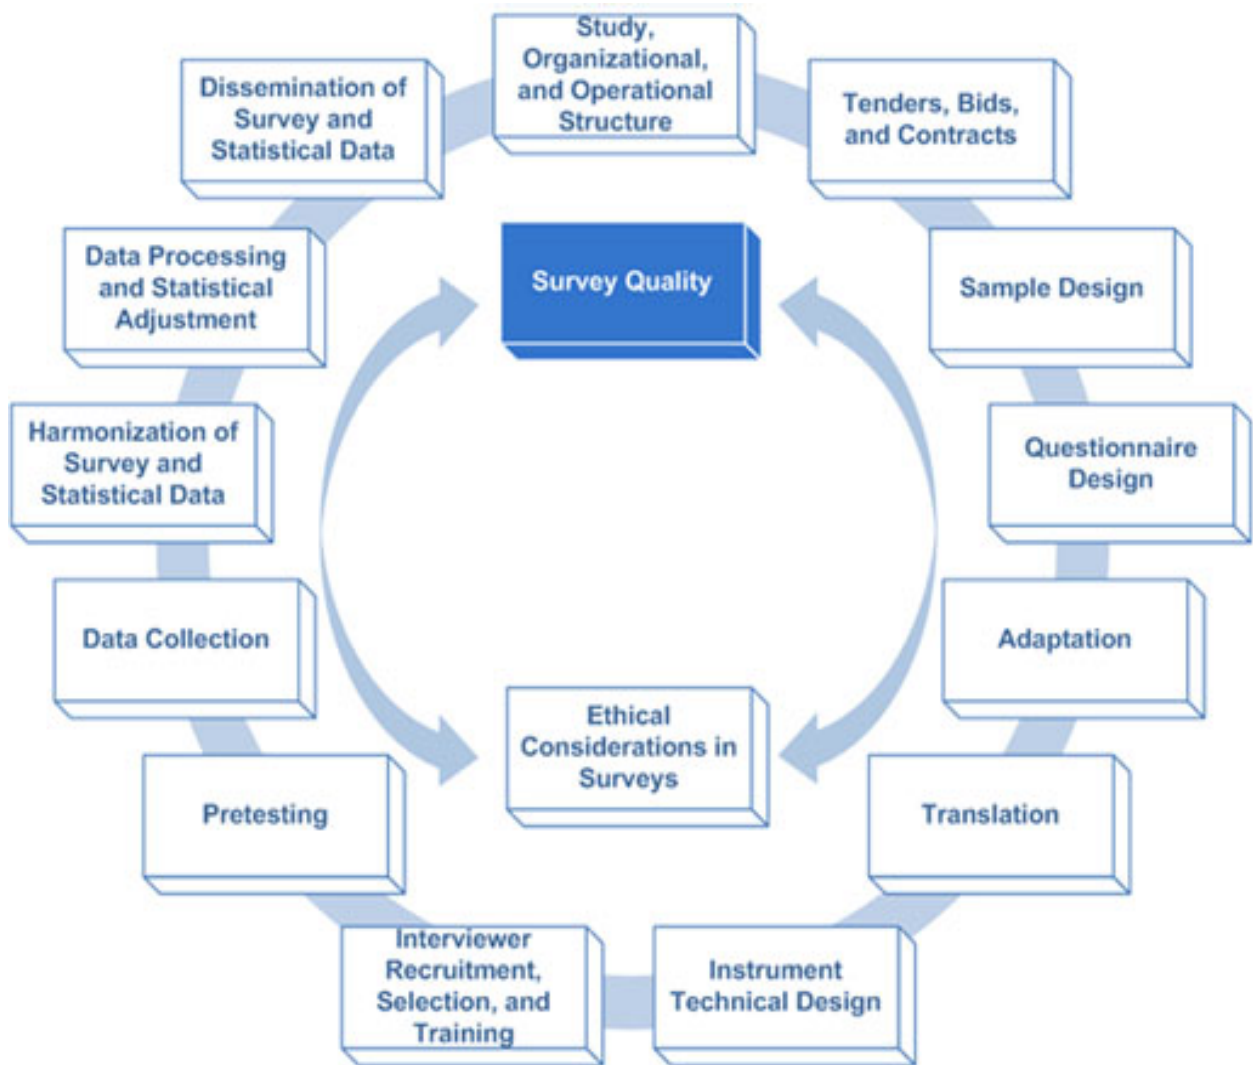 Study,
Organizational,
and Operational
Structure
Tenders, Bids,
and Contracts
Sample Design
Questionnaire
Design
Adaptation
Translation
Instrument
Technical Design
Interviewer
Recruitment,
Selection, and
Training
Pretesting
Data Collection
Harmonization of
Survey and
Statistical Data
Data Processing
and Statistical
Adjustment
Dissemination of
Survey and
Statistical Data
Survey Quality
Ethical
Considerations in
Surveys